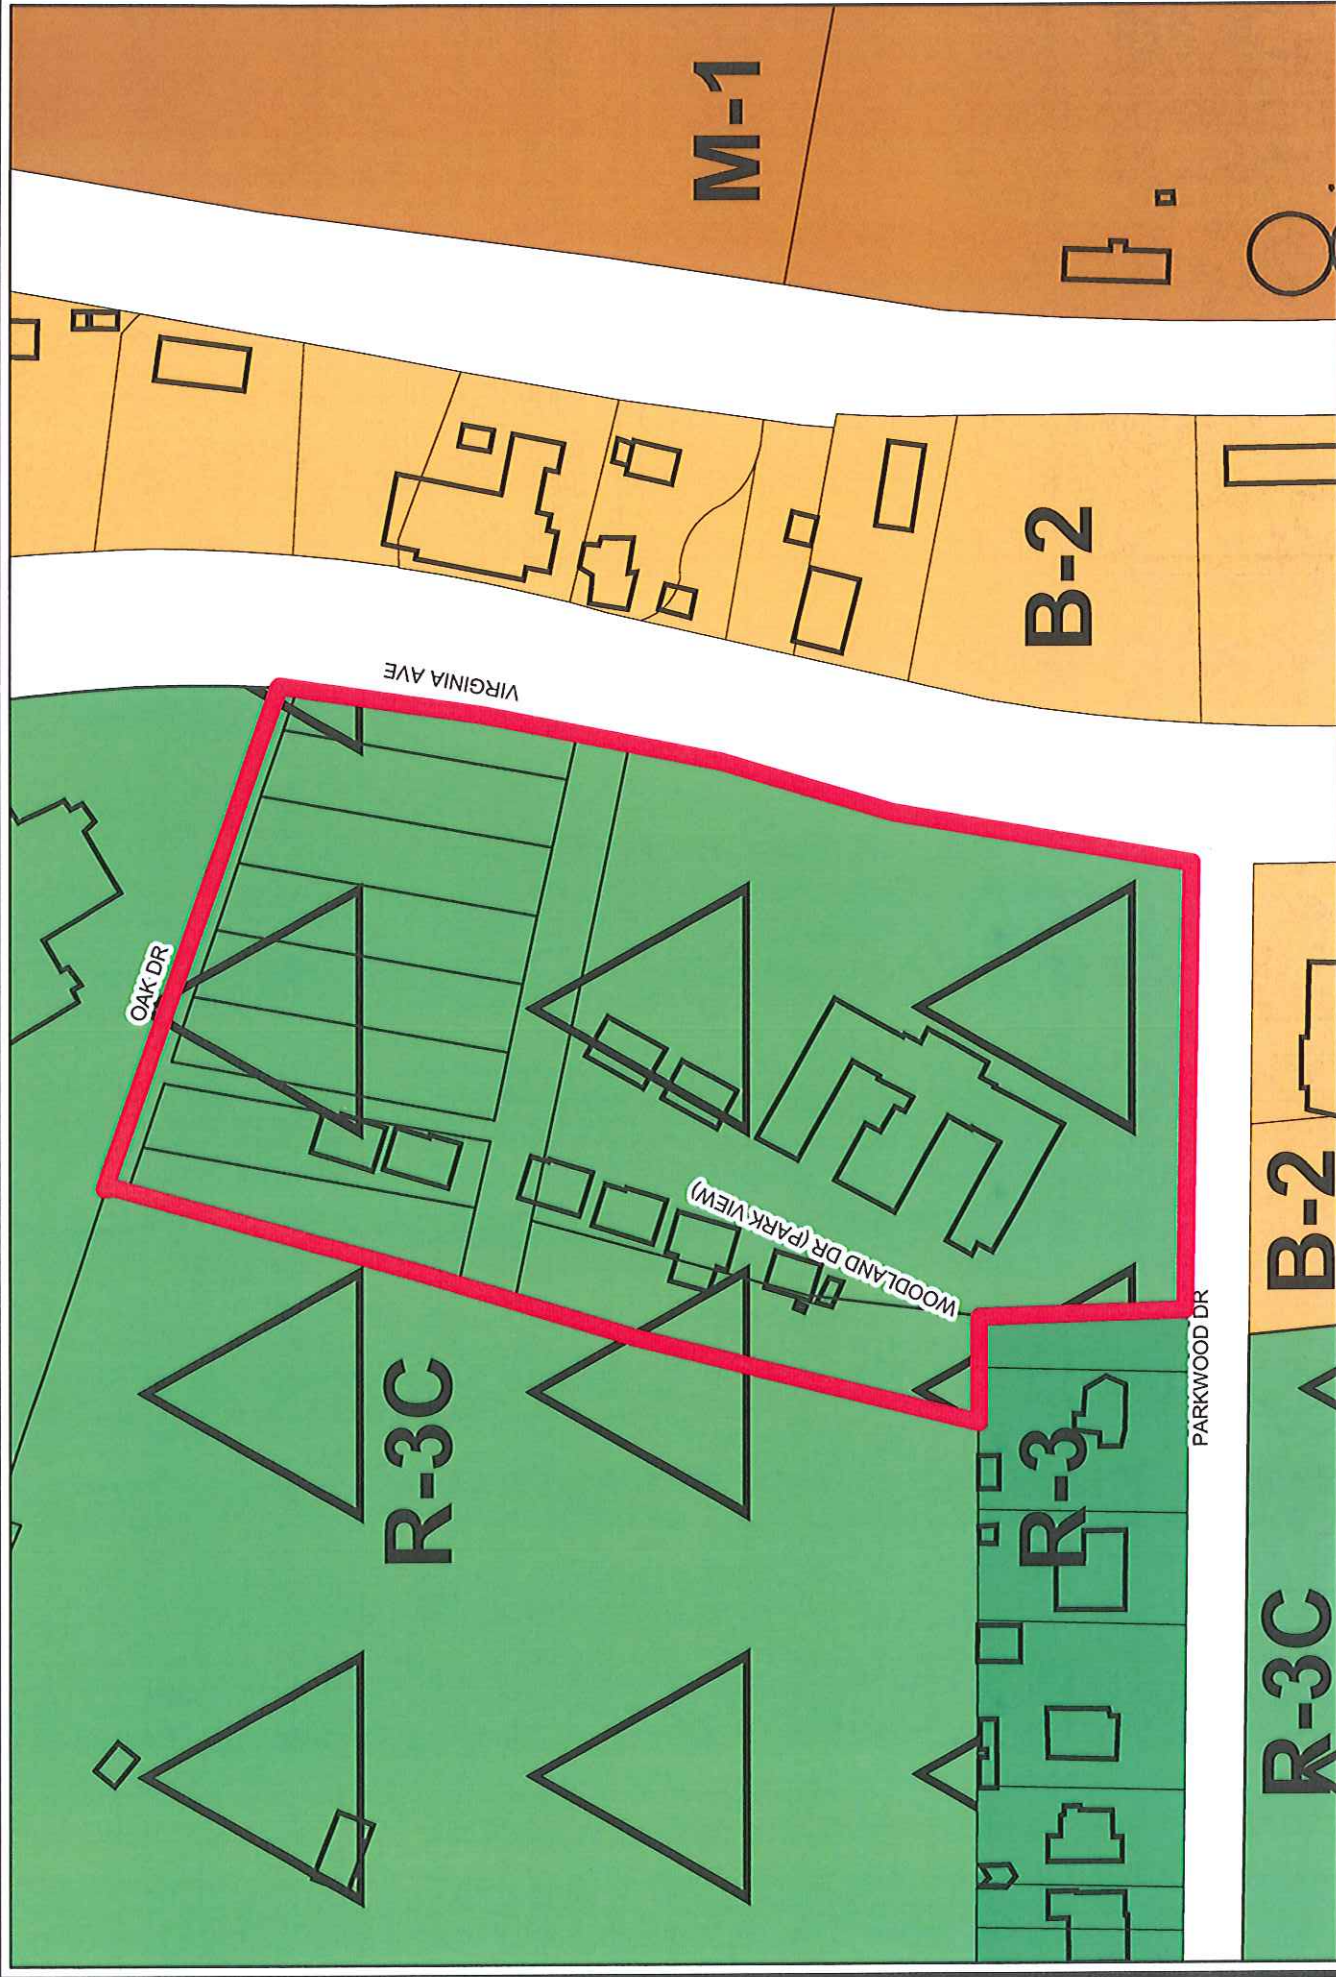 M-1
B-2
VIRGINIA AVE
OAK DR
WOODLAND DR (PARK VIEW)
R-3C
R-3
PARKWOOD DR
B-2
R-3C